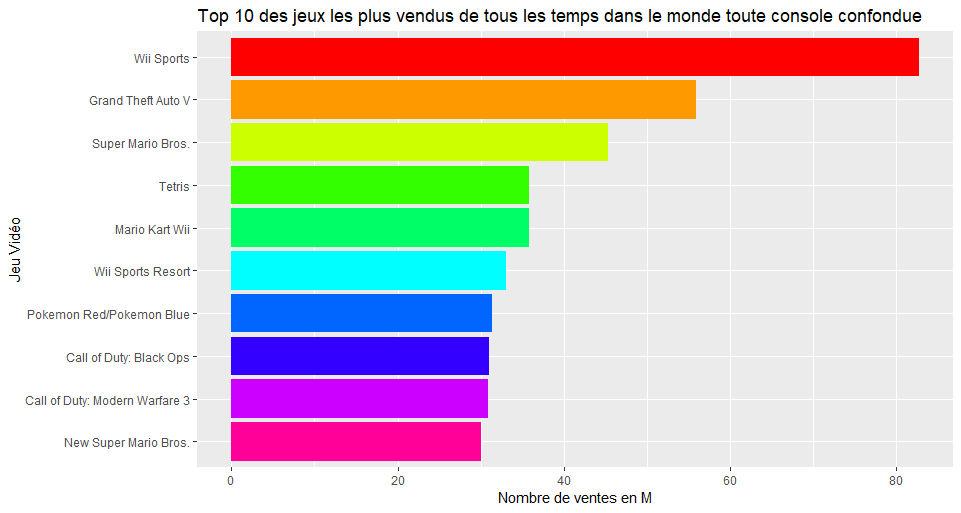 Top 10 des jeux les plus vendus de tous les temps dans le monde toute console confondue
Jeu Vidéo
Wii Sports
Grand Theft Auto V
Super Mario Bros.
Tetris
Mario Kart Wii
Wii Sports Resort
Pokemon Red/Pokemon Blue
Call of Duty: Black Ops
Call of Duty: Modern Warfare 3
New Super Mario Bros.
0 20 40 60 80
Nombre de ventes en M